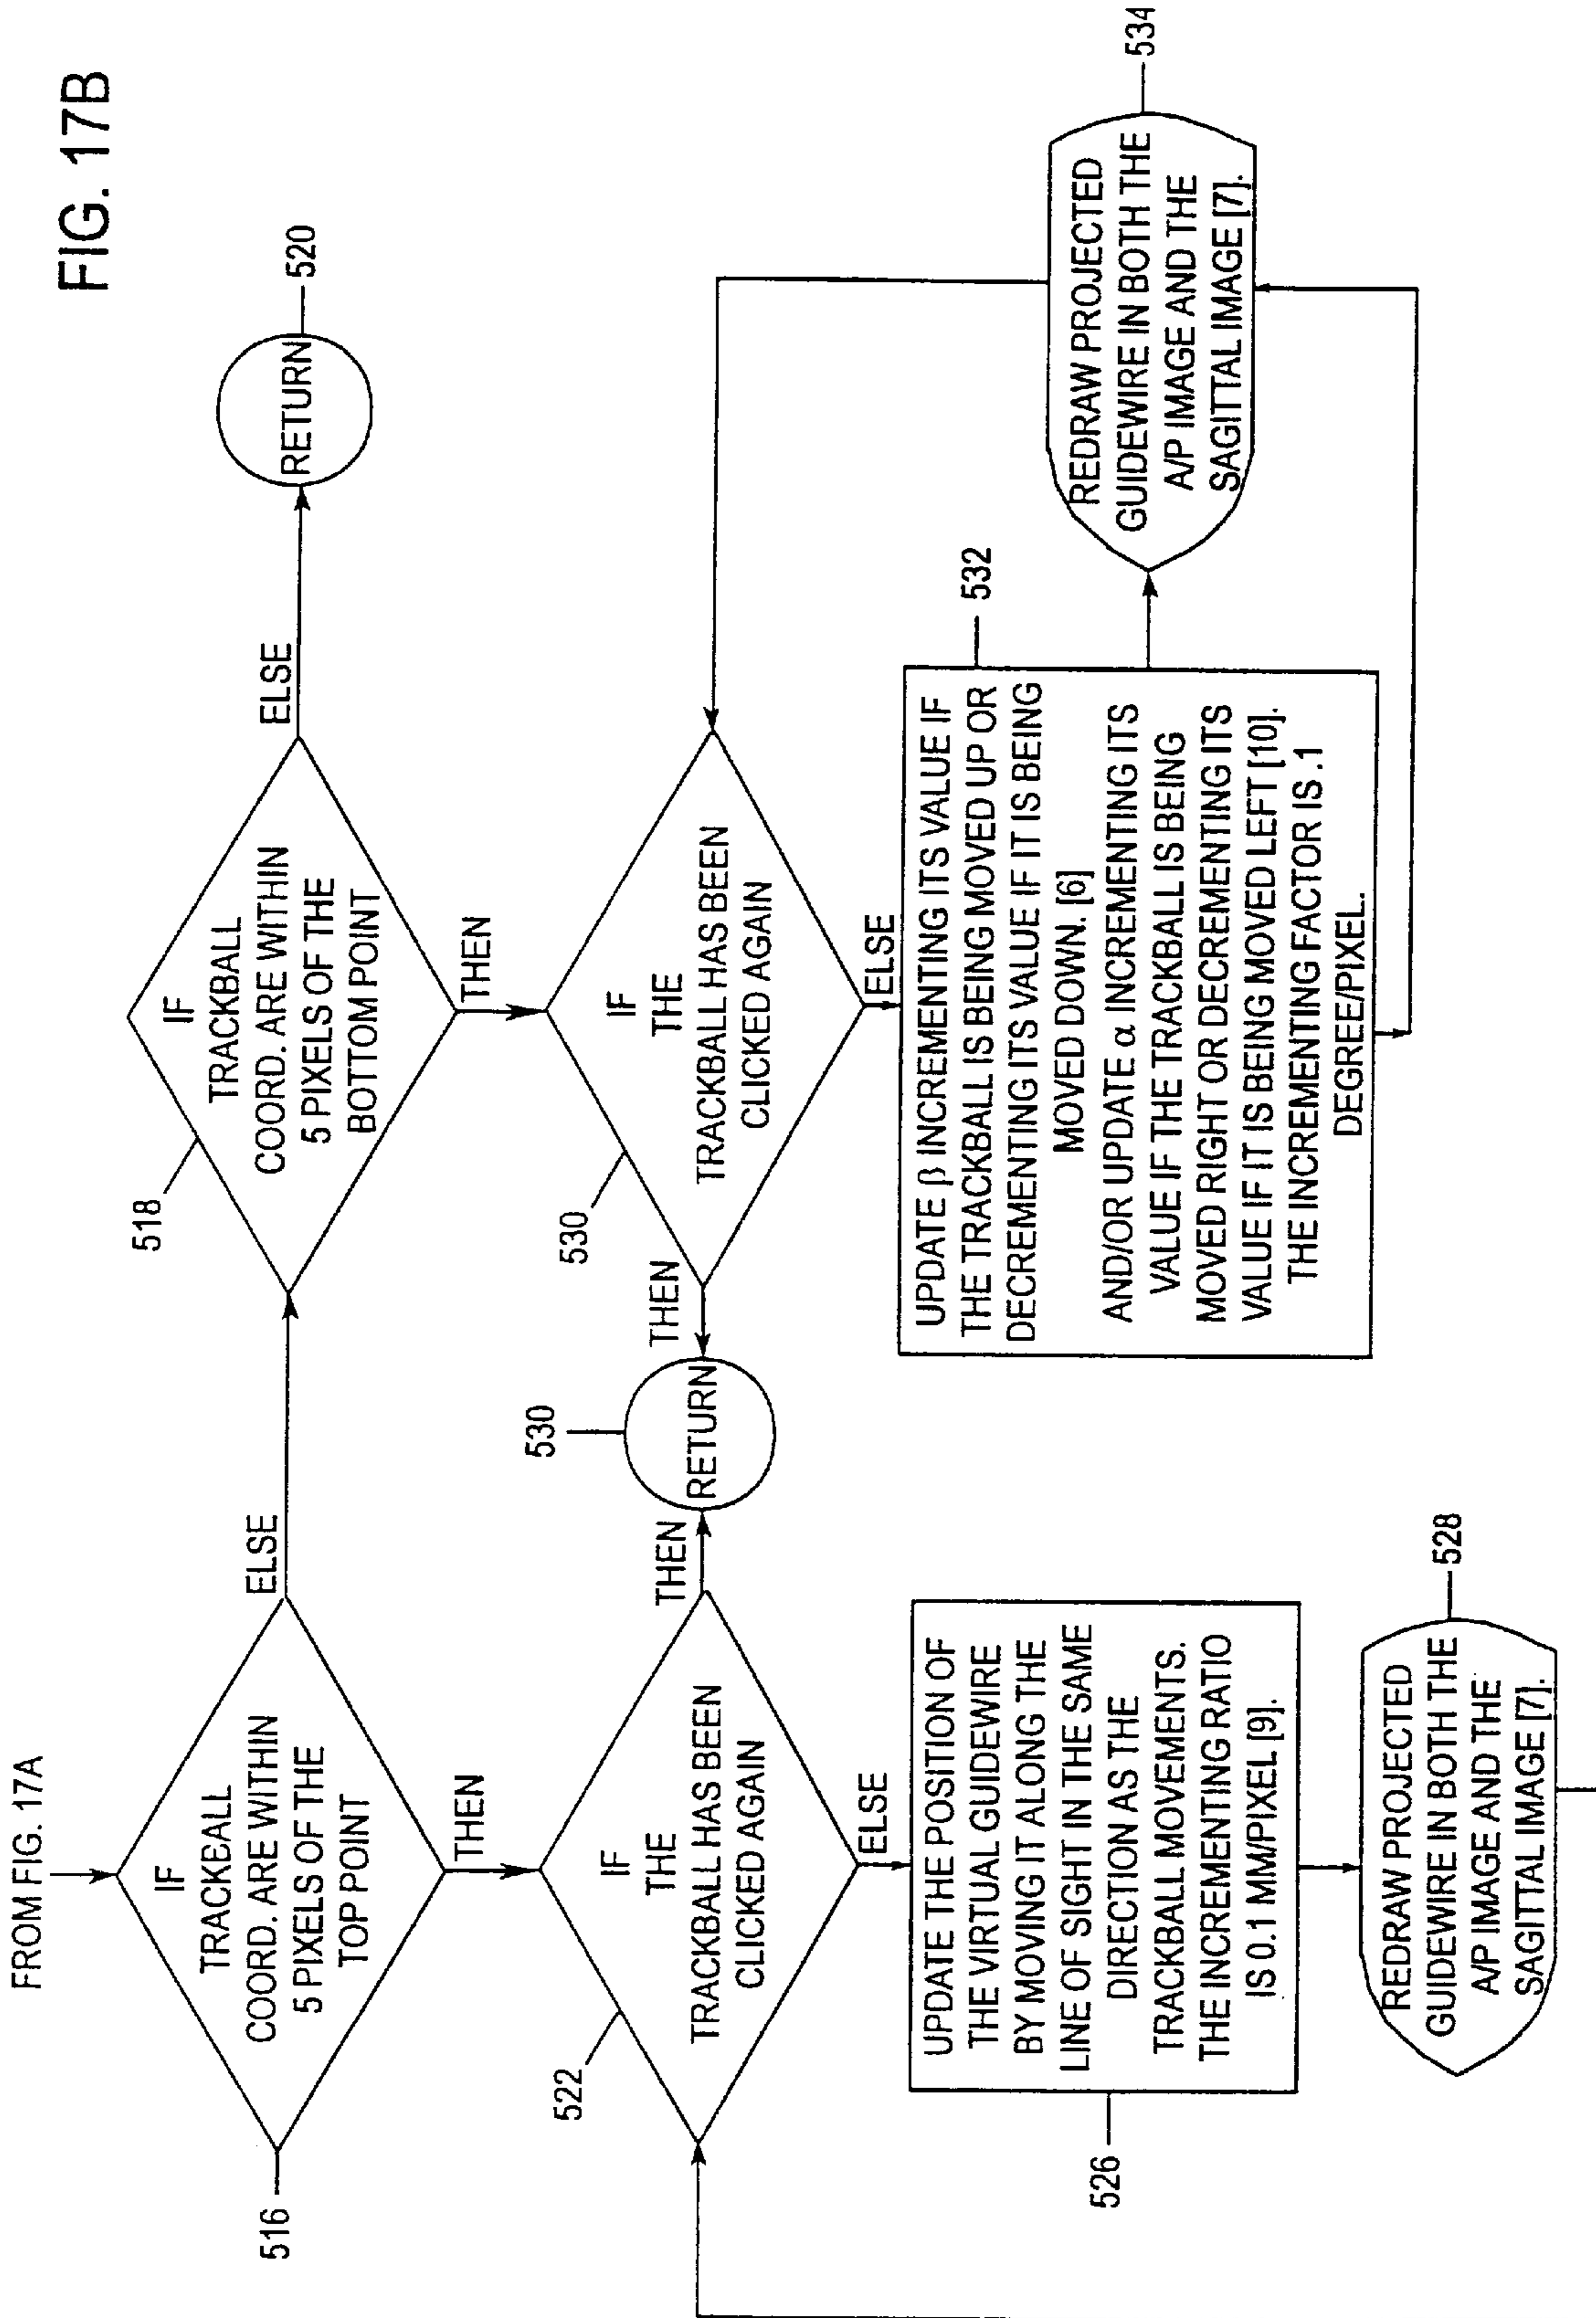 FIG. 17B
FROM FIG. 17A
IF
TRACKBALL
COORD. ARE WITHIN
5 PIXELS OF THE
TOP POINT
516
ELSE
THEN
IF
TRACKBALL
COORD. ARE WITHIN
5 PIXELS OF THE
BOTTOM POINT
518
ELSE
THEN
RETURN
520
IF
THE
TRACKBALL HAS BEEN
CLICKED AGAIN
522
THEN
ELSE
RETURN
530
THEN
IF
THE
TRACKBALL HAS BEEN
CLICKED AGAIN
530
ELSE
UPDATE THE POSITION OF
THE VIRTUAL GUIDEWIRE
BY MOVING IT ALONG THE
LINE OF SIGHT IN THE SAME
DIRECTION AS THE
TRACKBALL MOVEMENTS.
THE INCREMENTING RATIO
IS 0.1 MM/PIXEL [9].
526
REDRAW PROJECTED
GUIDEWIRE IN BOTH THE
A/P IMAGE AND THE
SAGITTAL IMAGE [7].
528
UPDATE β INCREMENTING ITS VALUE IF
THE TRACKBALL IS BEING MOVED UP OR
DECREMENTING ITS VALUE IF IT IS BEING
MOVED DOWN. [6]
AND/OR UPDATE α INCREMENTING ITS
VALUE IF THE TRACKBALL IS BEING
MOVED RIGHT OR DECREMENTING ITS
VALUE IF IT IS BEING MOVED LEFT [10].
THE INCREMENTING FACTOR IS .1
DEGREE/PIXEL.
532
REDRAW PROJECTED
GUIDEWIRE IN BOTH THE
A/P IMAGE AND THE
SAGITTAL IMAGE [7].
534